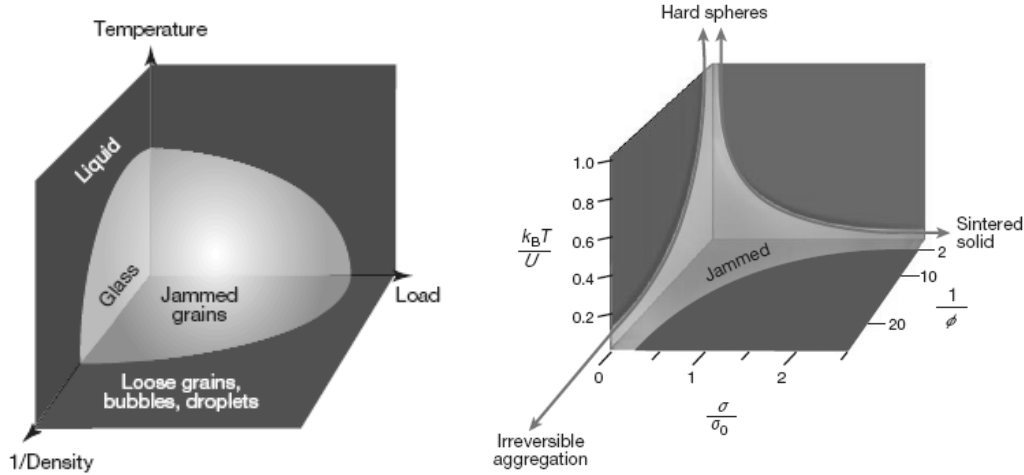 Temperature
Liquid
Glass
Jammed
grains
Load
Loose grains,
bubbles, droplets
1/Density
Hard spheres
1.0
0.8
0.6
0.4
0.2
k_B T
U
Jammed
Sintered
solid
2
10
20
1
ϕ
0
1
2
σ
σ_0
Irreversible
aggregation